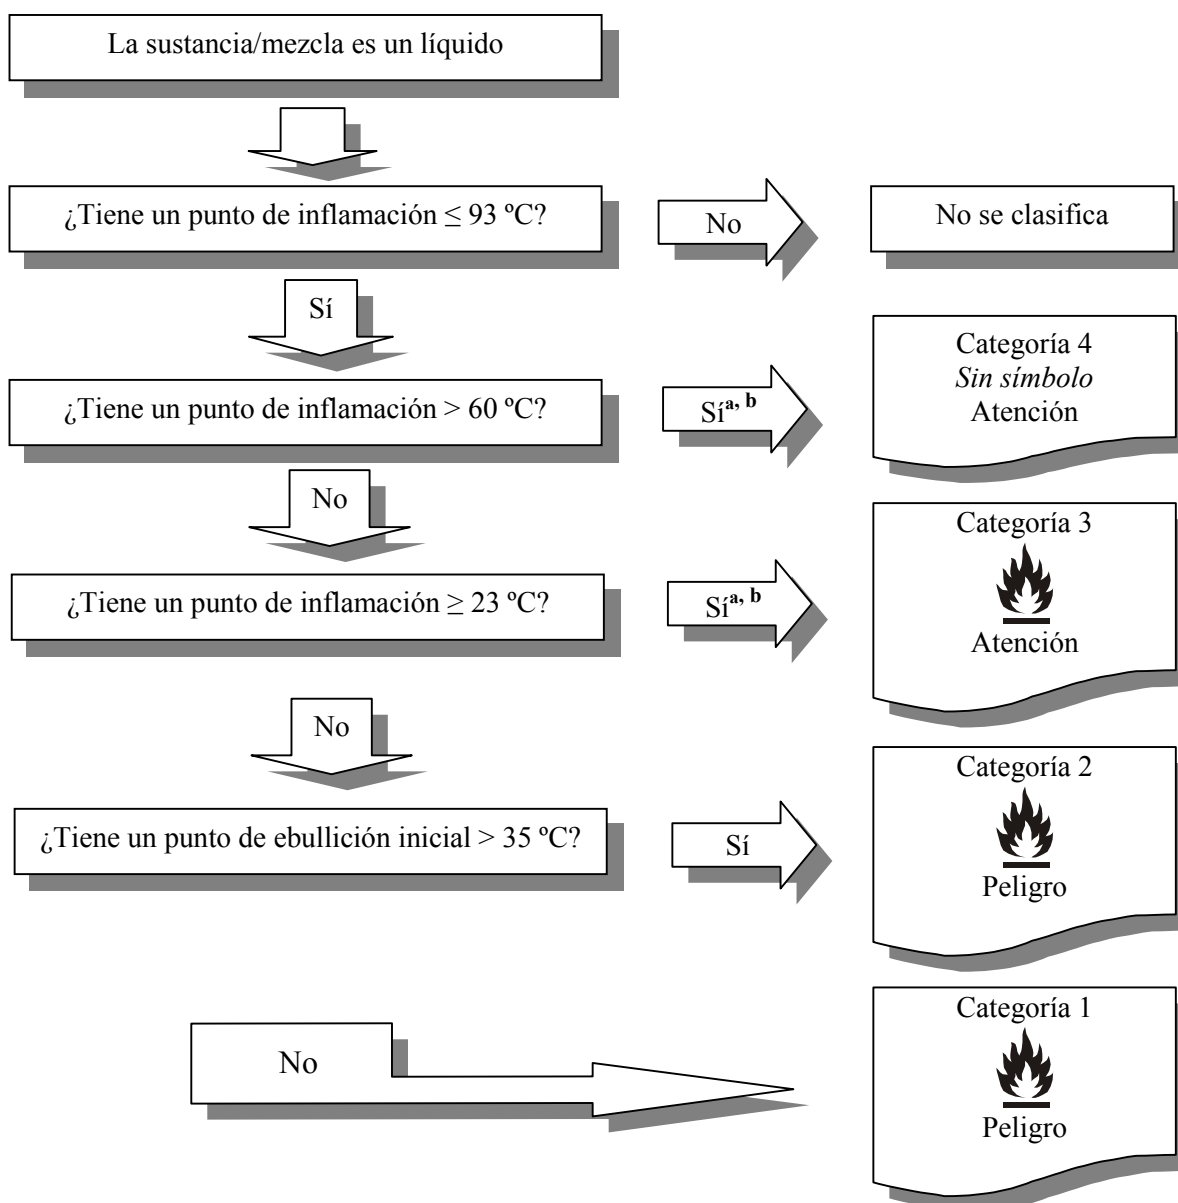 La sustancia/mezcla es un líquido
¿Tiene un punto de inflamación ≤ 93 ºC?
No
No se clasifica
Sí
¿Tiene un punto de inflamación > 60 ºC?
Sía, b
Categoría 4
Sin símbolo
Atención
No
¿Tiene un punto de inflamación ≥ 23 ºC?
Sía, b
Categoría 3
Atención
No
¿Tiene un punto de ebullición inicial > 35 ºC?
Sí
Categoría 2
Peligro
No
Categoría 1
Peligro